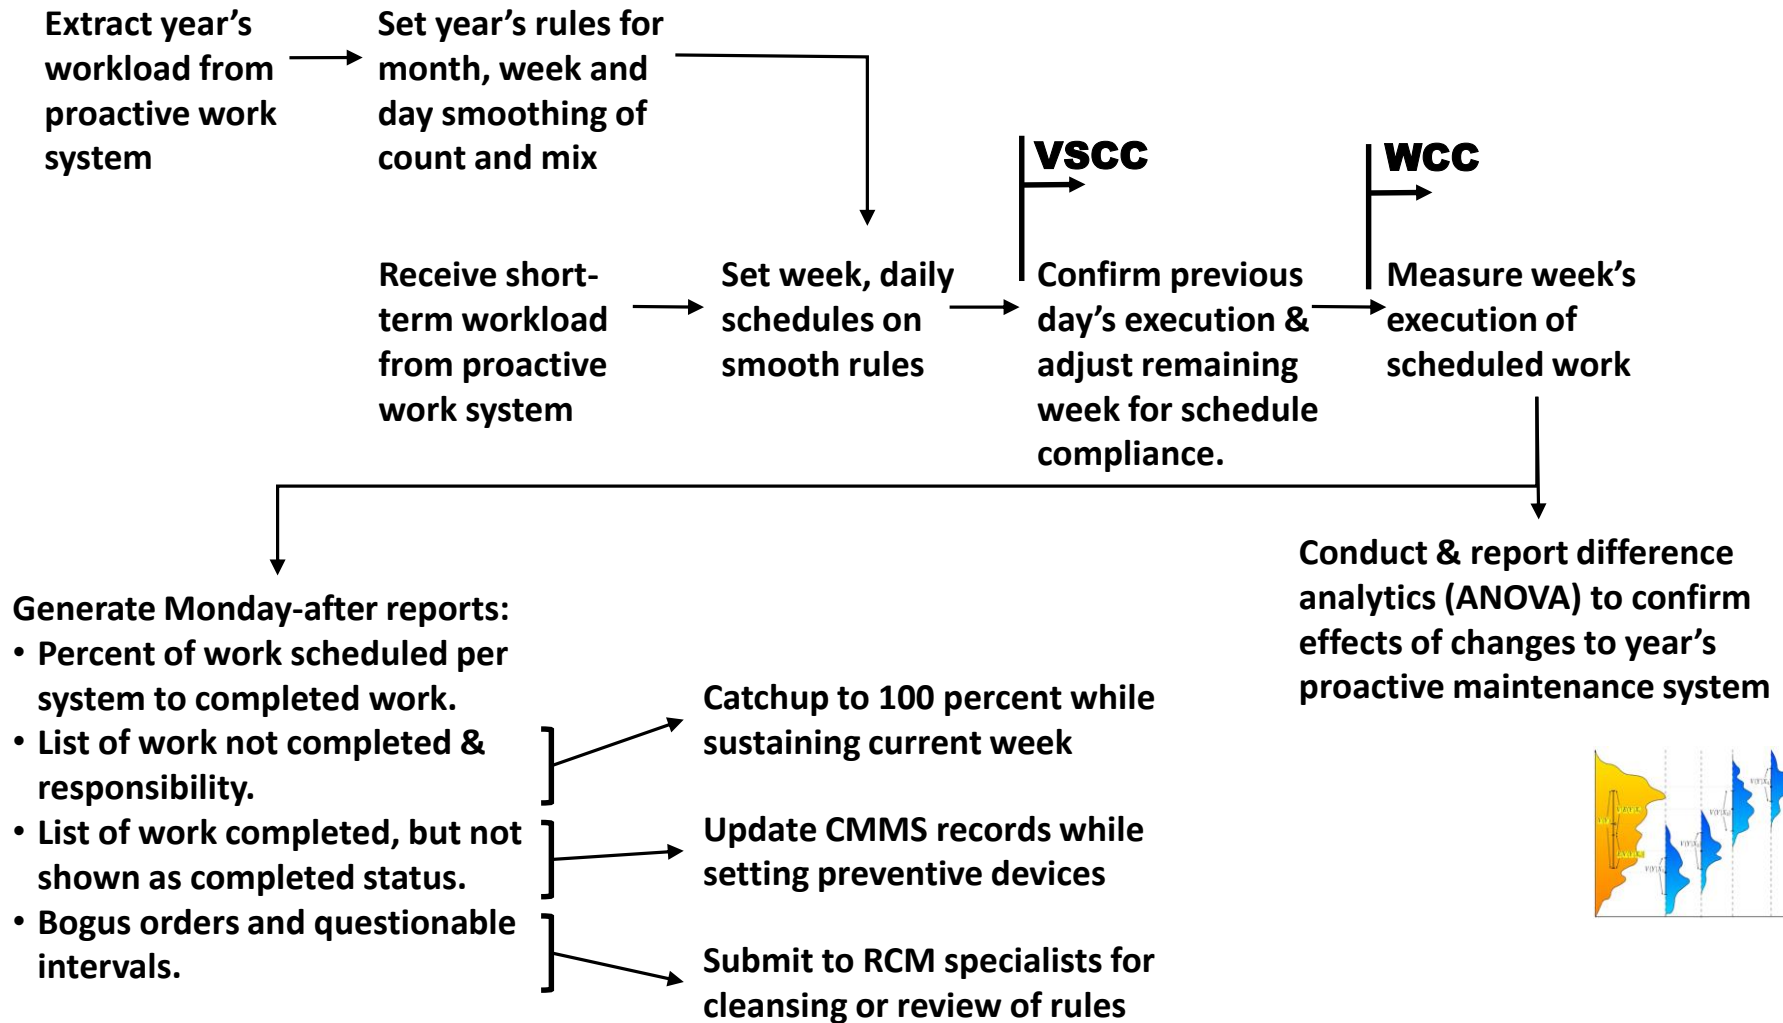 Extract year’s
workload from
proactive work
system
Set year’s rules for
month, week and
day smoothing of
count and mix
VSCC
WCC
Receive short-
term workload
from proactive
work system
Set week, daily
schedules on
smooth rules
Confirm previous
day’s execution &
adjust remaining
week for schedule
compliance.
Measure week’s
execution of
scheduled work
Conduct & report difference
analytics (ANOVA) to confirm
effects of changes to year’s
proactive maintenance system
Generate Monday-after reports:
• Percent of work scheduled per
system to completed work.
• List of work not completed &
responsibility.
• List of work completed, but not
shown as completed status.
• Bogus orders and questionable
intervals.
Catchup to 100 percent while
sustaining current week
Update CMMS records while
setting preventive devices
Submit to RCM specialists for
cleansing or review of rules